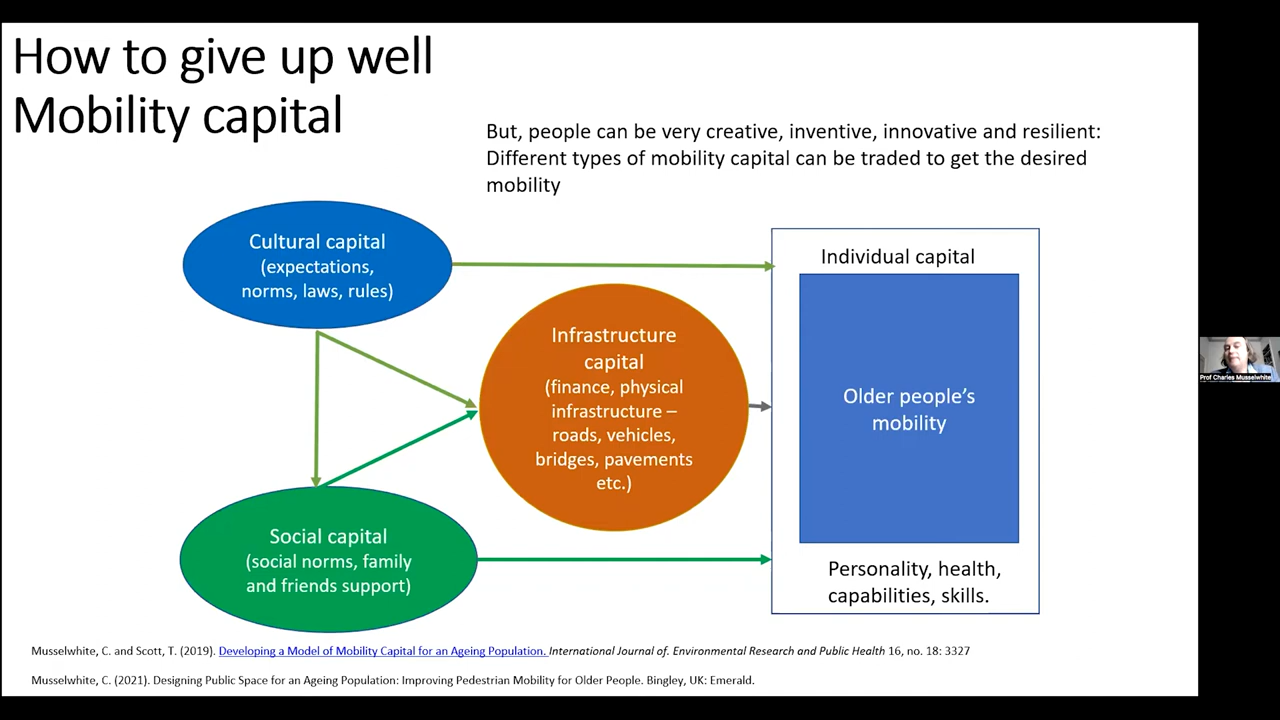 How to give up well
Mobility capital
But, people can be very creative, inventive, innovative and resilient:
Different types of mobility capital can be traded to get the desired
mobility
Cultural capital
(expectations,
norms, laws, rules)
Infrastructure
capital
(finance, physical
infrastructure –
roads, vehicles,
bridges, pavements
etc.)
Social capital
(social norms, family
and friends support)
Individual capital
Older people's
mobility
Personality, health,
capabilities, skills.
Musselwhite, C. and Scott, T. (2019). Developing a Model of Mobility Capital for an Ageing Population. International Journal of. Environmental Research and Public Health 16, no. 18: 3327
Musselwhite, C. (2021). Designing Public Space for an Ageing Population: Improving Pedestrian Mobility for Older People. Bingley, UK: Emerald.
Prof Charles Musselwhite